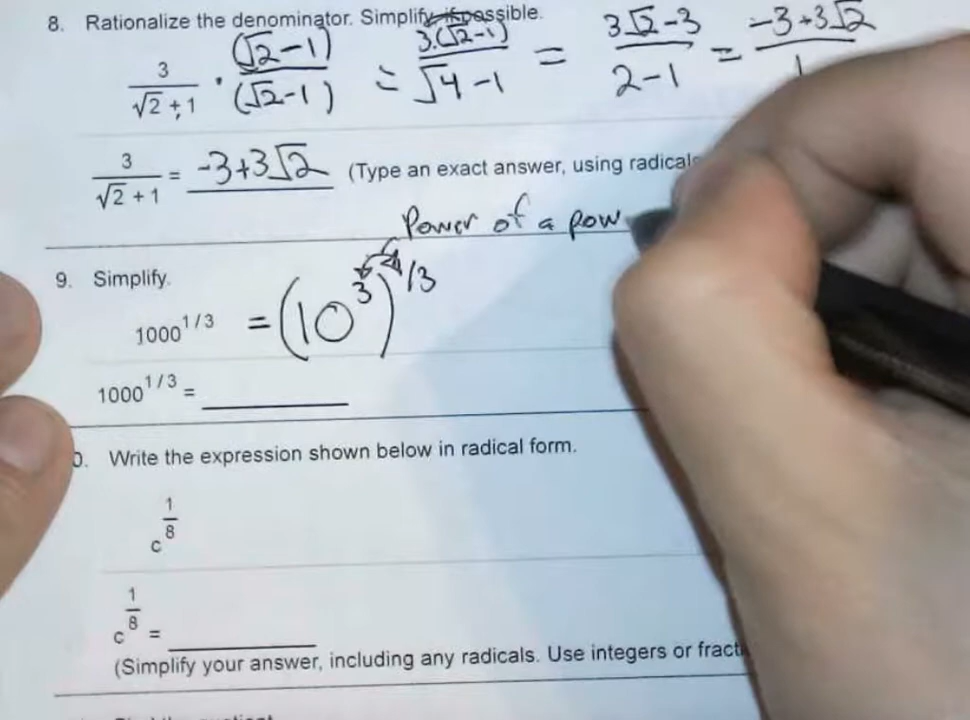 8. Rationalize the denominator. Simplify if possible.
3/(√2 + 1) · (√2-1)/(√2-1) = 3·(√2-1)/(√4-1) = (3√2-3)/(2-1) = (-3+3√2)/1
3/(√2 + 1) = -3+3√2 (Type an exact answer, using radicals
Power of a pow
9. Simplify.
1000^1/3 = (10^3)^1/3
1000^1/3 =
0. Write the expression shown below in radical form.
c^1/8
c^1/8 =
(Simplify your answer, including any radicals. Use integers or fract